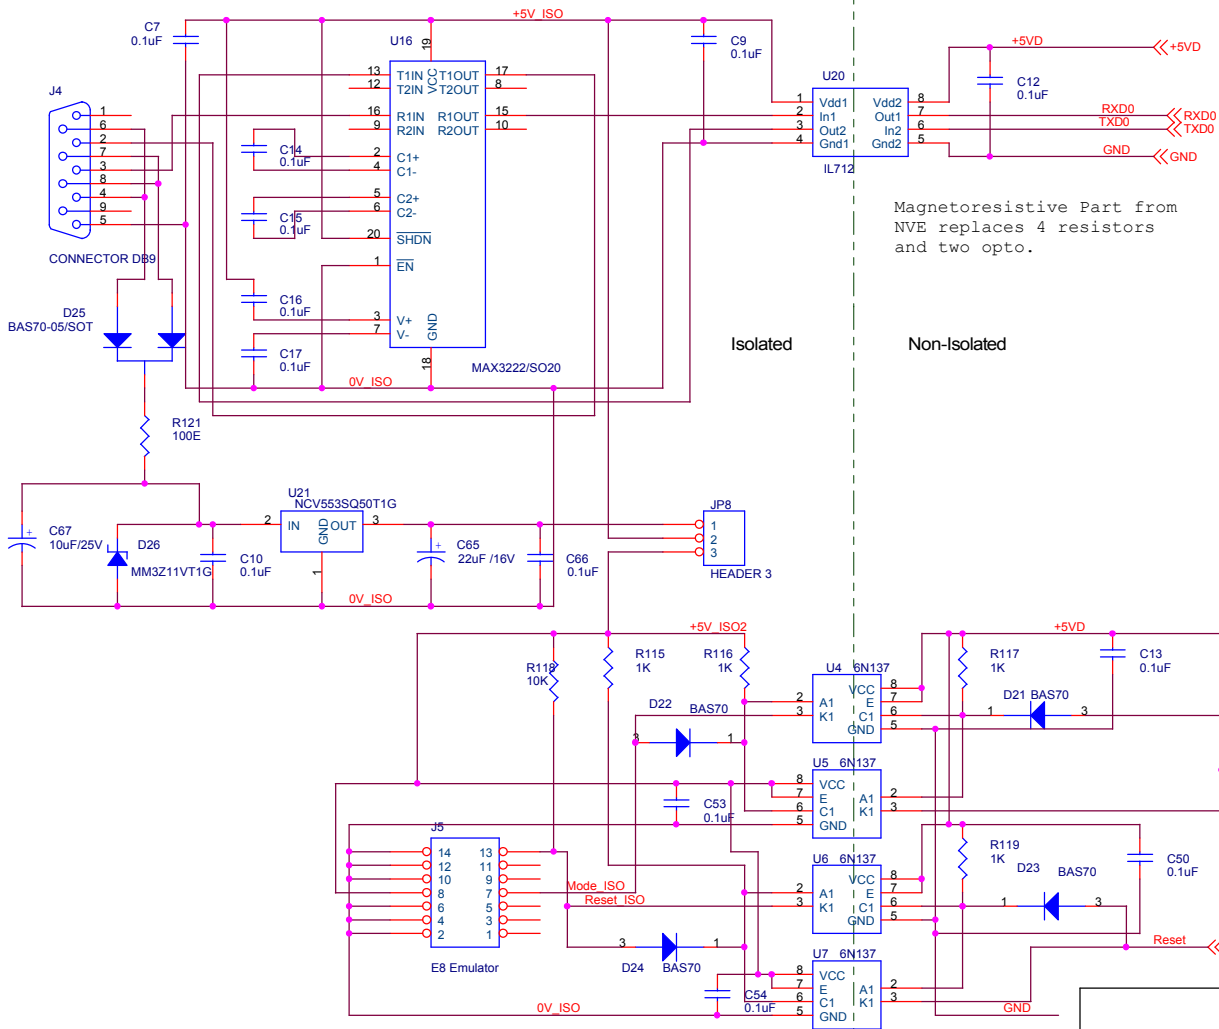 +5V_ISO
C7
0.1uF
U16
C9
0.1uF
19
VCC
13 T1IN T1OUT 17
12 T2IN T2OUT 8
16 R1IN R1OUT 15
9 R2IN R2OUT 10
2 C1+
4 C1-
5 C2+
6 C2-
20 SHDN
1 EN
3 V+
7 V-
GND
18
MAX3222/SO20
J4
1
6
2
7
3
8
4
9
5
CONNECTOR DB9
C14
0.1uF
C15
0.1uF
C16
0.1uF
C17
0.1uF
0V_ISO
D25
BAS70-05/SOT
R121
100E
U20
1 Vdd1 Vdd2 8
2 In1 Out1 7
3 Out2 In2 6
4 Gnd1 Gnd2 5
IL712
+5VD
+5VD
C12
0.1uF
RXD0
RXD0
TXD0
TXD0
GND
GND
Magnetoresistive Part from
NVE replaces 4 resistors
and two opto.
Isolated
Non-Isolated
C67
10uF/25V
D26
MM3Z11VT1G
C10
0.1uF
U21
NCV553SQ50T1G
2 IN OUT 3
GND
1
C65
22uF /16V
C66
0.1uF
0V_ISO
JP8
1
2
3
HEADER 3
+5V_ISO2
R118
10K
R115
1K
R116
1K
D22
BAS70
3
1
U4 6N137
2 A1
3 K1
VCC 8
E 7
C1 6
GND 5
+5VD
R117
1K
C13
0.1uF
D21 BAS70
1
3
U5 6N137
8 VCC
7 E
6 C1
5 GND
A1 2
K1 3
C53
0.1uF
J5
14 13
12 11
10 9
8 7
6 5
4 3
2 1
E8 Emulator
Mode_ISO
Reset_ISO
U6 6N137
2 A1
3 K1
VCC 8
E 7
C1 6
GND 5
R119
1K
D23
BAS70
1
3
C50
0.1uF
Reset
3
1
D24
BAS70
U7 6N137
8 VCC
7 E
6 C1
5 GND
A1 2
K1 3
C54
0.1uF
0V_ISO
GND